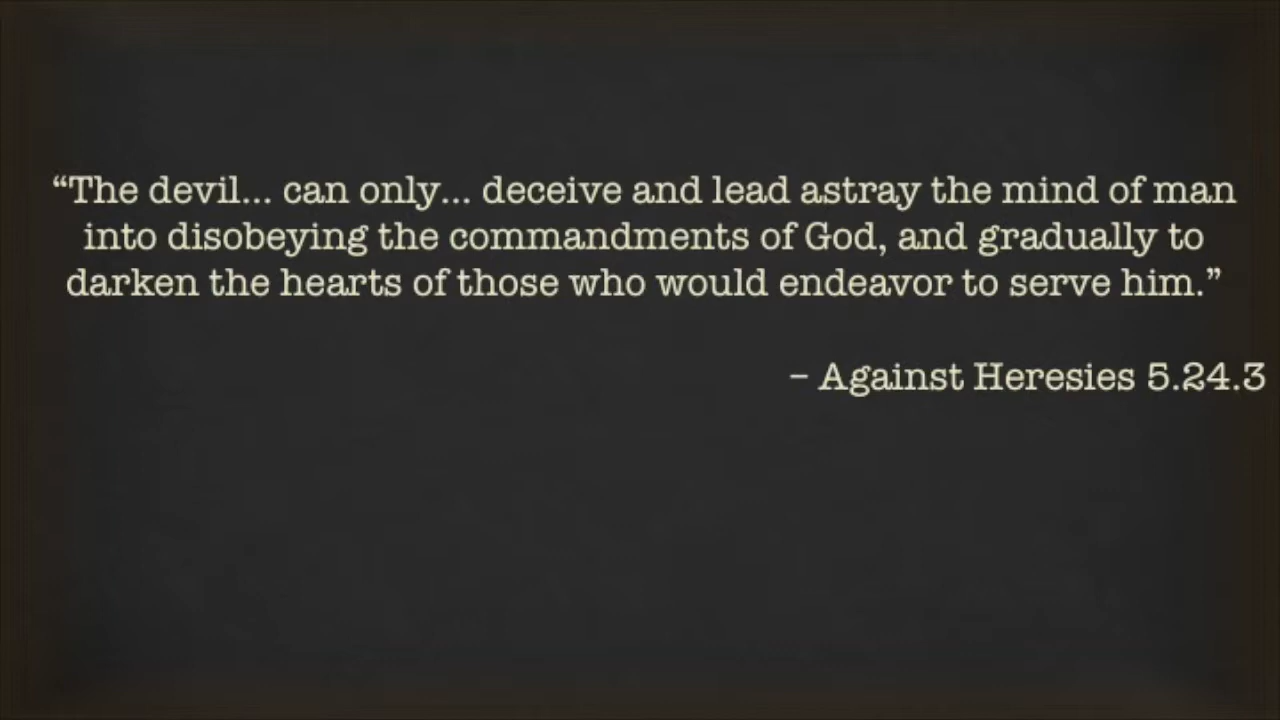 “The devil... can only... deceive and lead astray the mind of man
into disobeying the commandments of God, and gradually to
darken the hearts of those who would endeavor to serve him.”
– Against Heresies 5.24.3